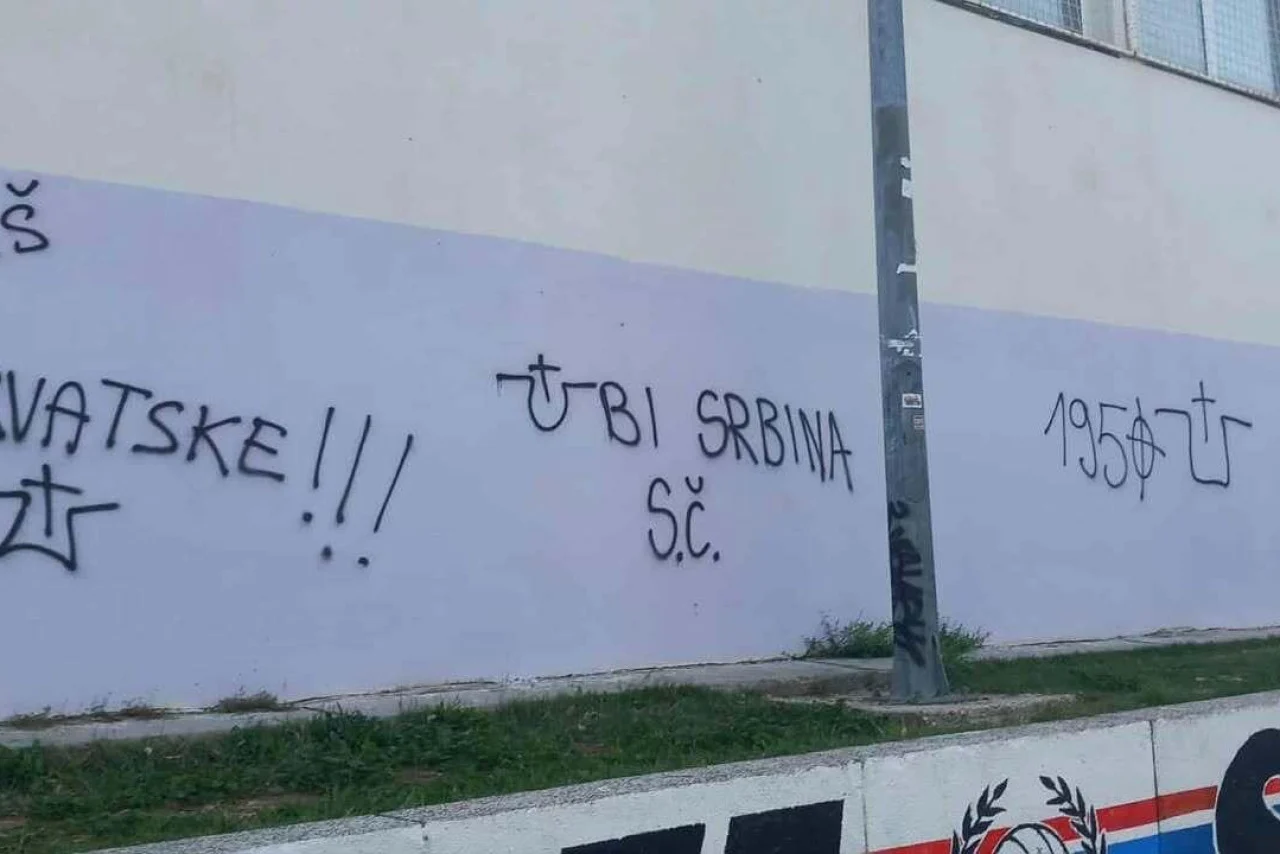 Š
VATSKE!!!
U
UBI SRBINA
S.Č.
1950 U